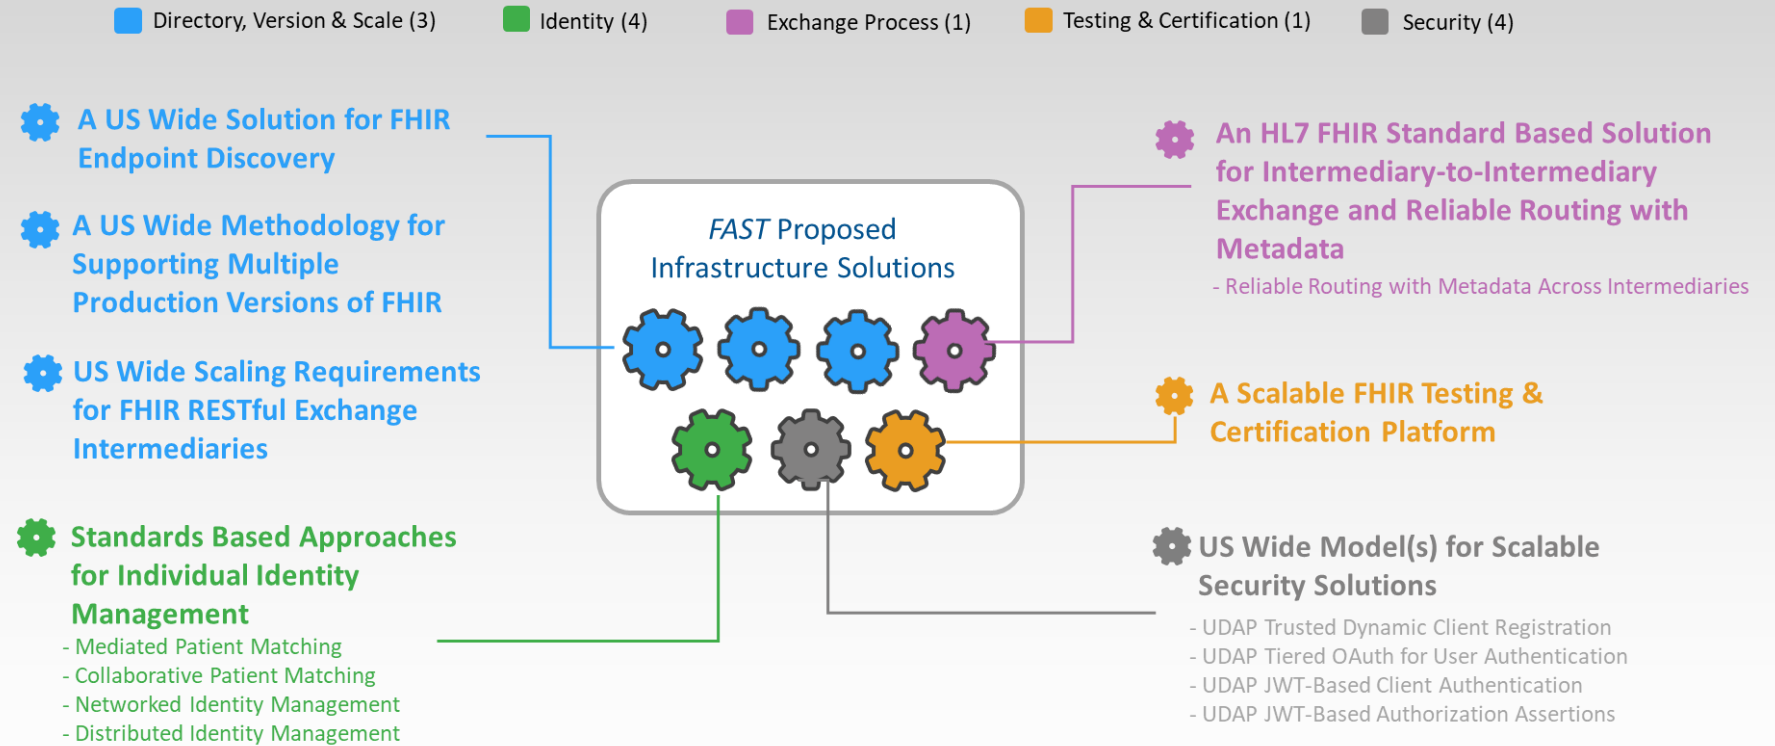 Directory, Version & Scale (3)
Identity (4)
Exchange Process (1)
Testing & Certification (1)
Security (4)
A US Wide Solution for FHIR
Endpoint Discovery
A US Wide Methodology for
Supporting Multiple
Production Versions of FHIR
US Wide Scaling Requirements
for FHIR RESTful Exchange
Intermediaries
Standards Based Approaches
for Individual Identity
Management
- Mediated Patient Matching
- Collaborative Patient Matching
- Networked Identity Management
- Distributed Identity Management
FAST Proposed
Infrastructure Solutions
An HL7 FHIR Standard Based Solution
for Intermediary-to-Intermediary
Exchange and Reliable Routing with
Metadata
- Reliable Routing with Metadata Across Intermediaries
A Scalable FHIR Testing &
Certification Platform
US Wide Model(s) for Scalable
Security Solutions
- UDAP Trusted Dynamic Client Registration
- UDAP Tiered OAuth for User Authentication
- UDAP JWT-Based Client Authentication
- UDAP JWT-Based Authorization Assertions